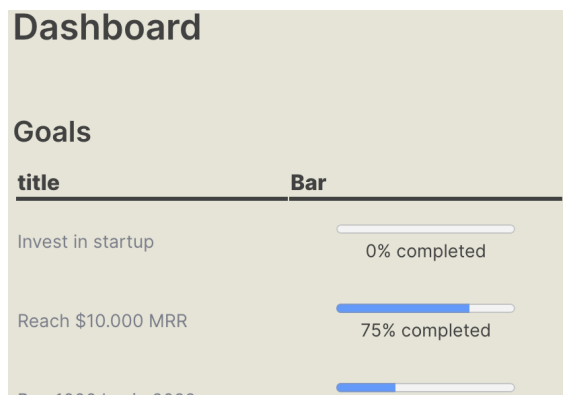 Dashboard
Goals
title Bar
Invest in startup
0% completed
Reach $10.000 MRR
75% completed